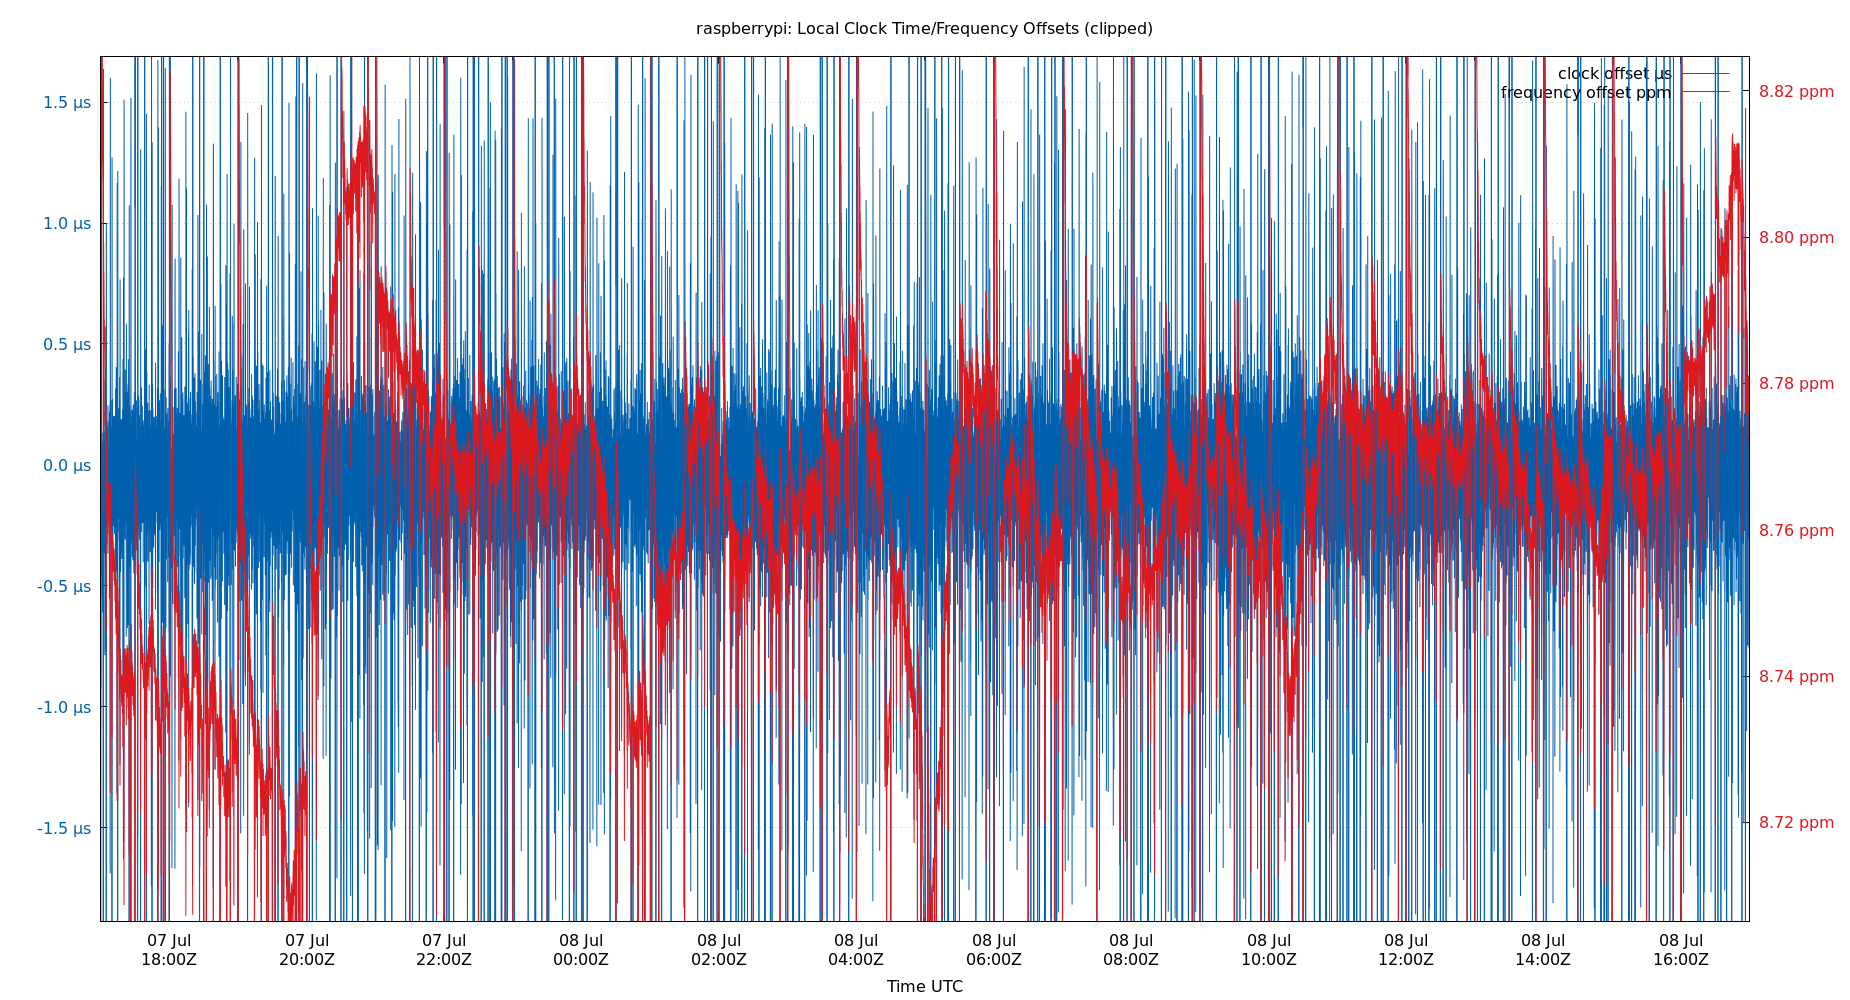 raspberrypi: Local Clock Time/Frequency Offsets (clipped)
clock offset µs
frequency offset ppm
1.5 µs
1.0 µs
0.5 µs
0.0 µs
-0.5 µs
-1.0 µs
-1.5 µs
8.82 ppm
8.80 ppm
8.78 ppm
8.76 ppm
8.74 ppm
8.72 ppm
07 Jul 07 Jul 07 Jul 08 Jul 08 Jul 08 Jul 08 Jul 08 Jul 08 Jul 08 Jul 08 Jul 08 Jul
18:00Z 20:00Z 22:00Z 00:00Z 02:00Z 04:00Z 06:00Z 08:00Z 10:00Z 12:00Z 14:00Z 16:00Z
Time UTC